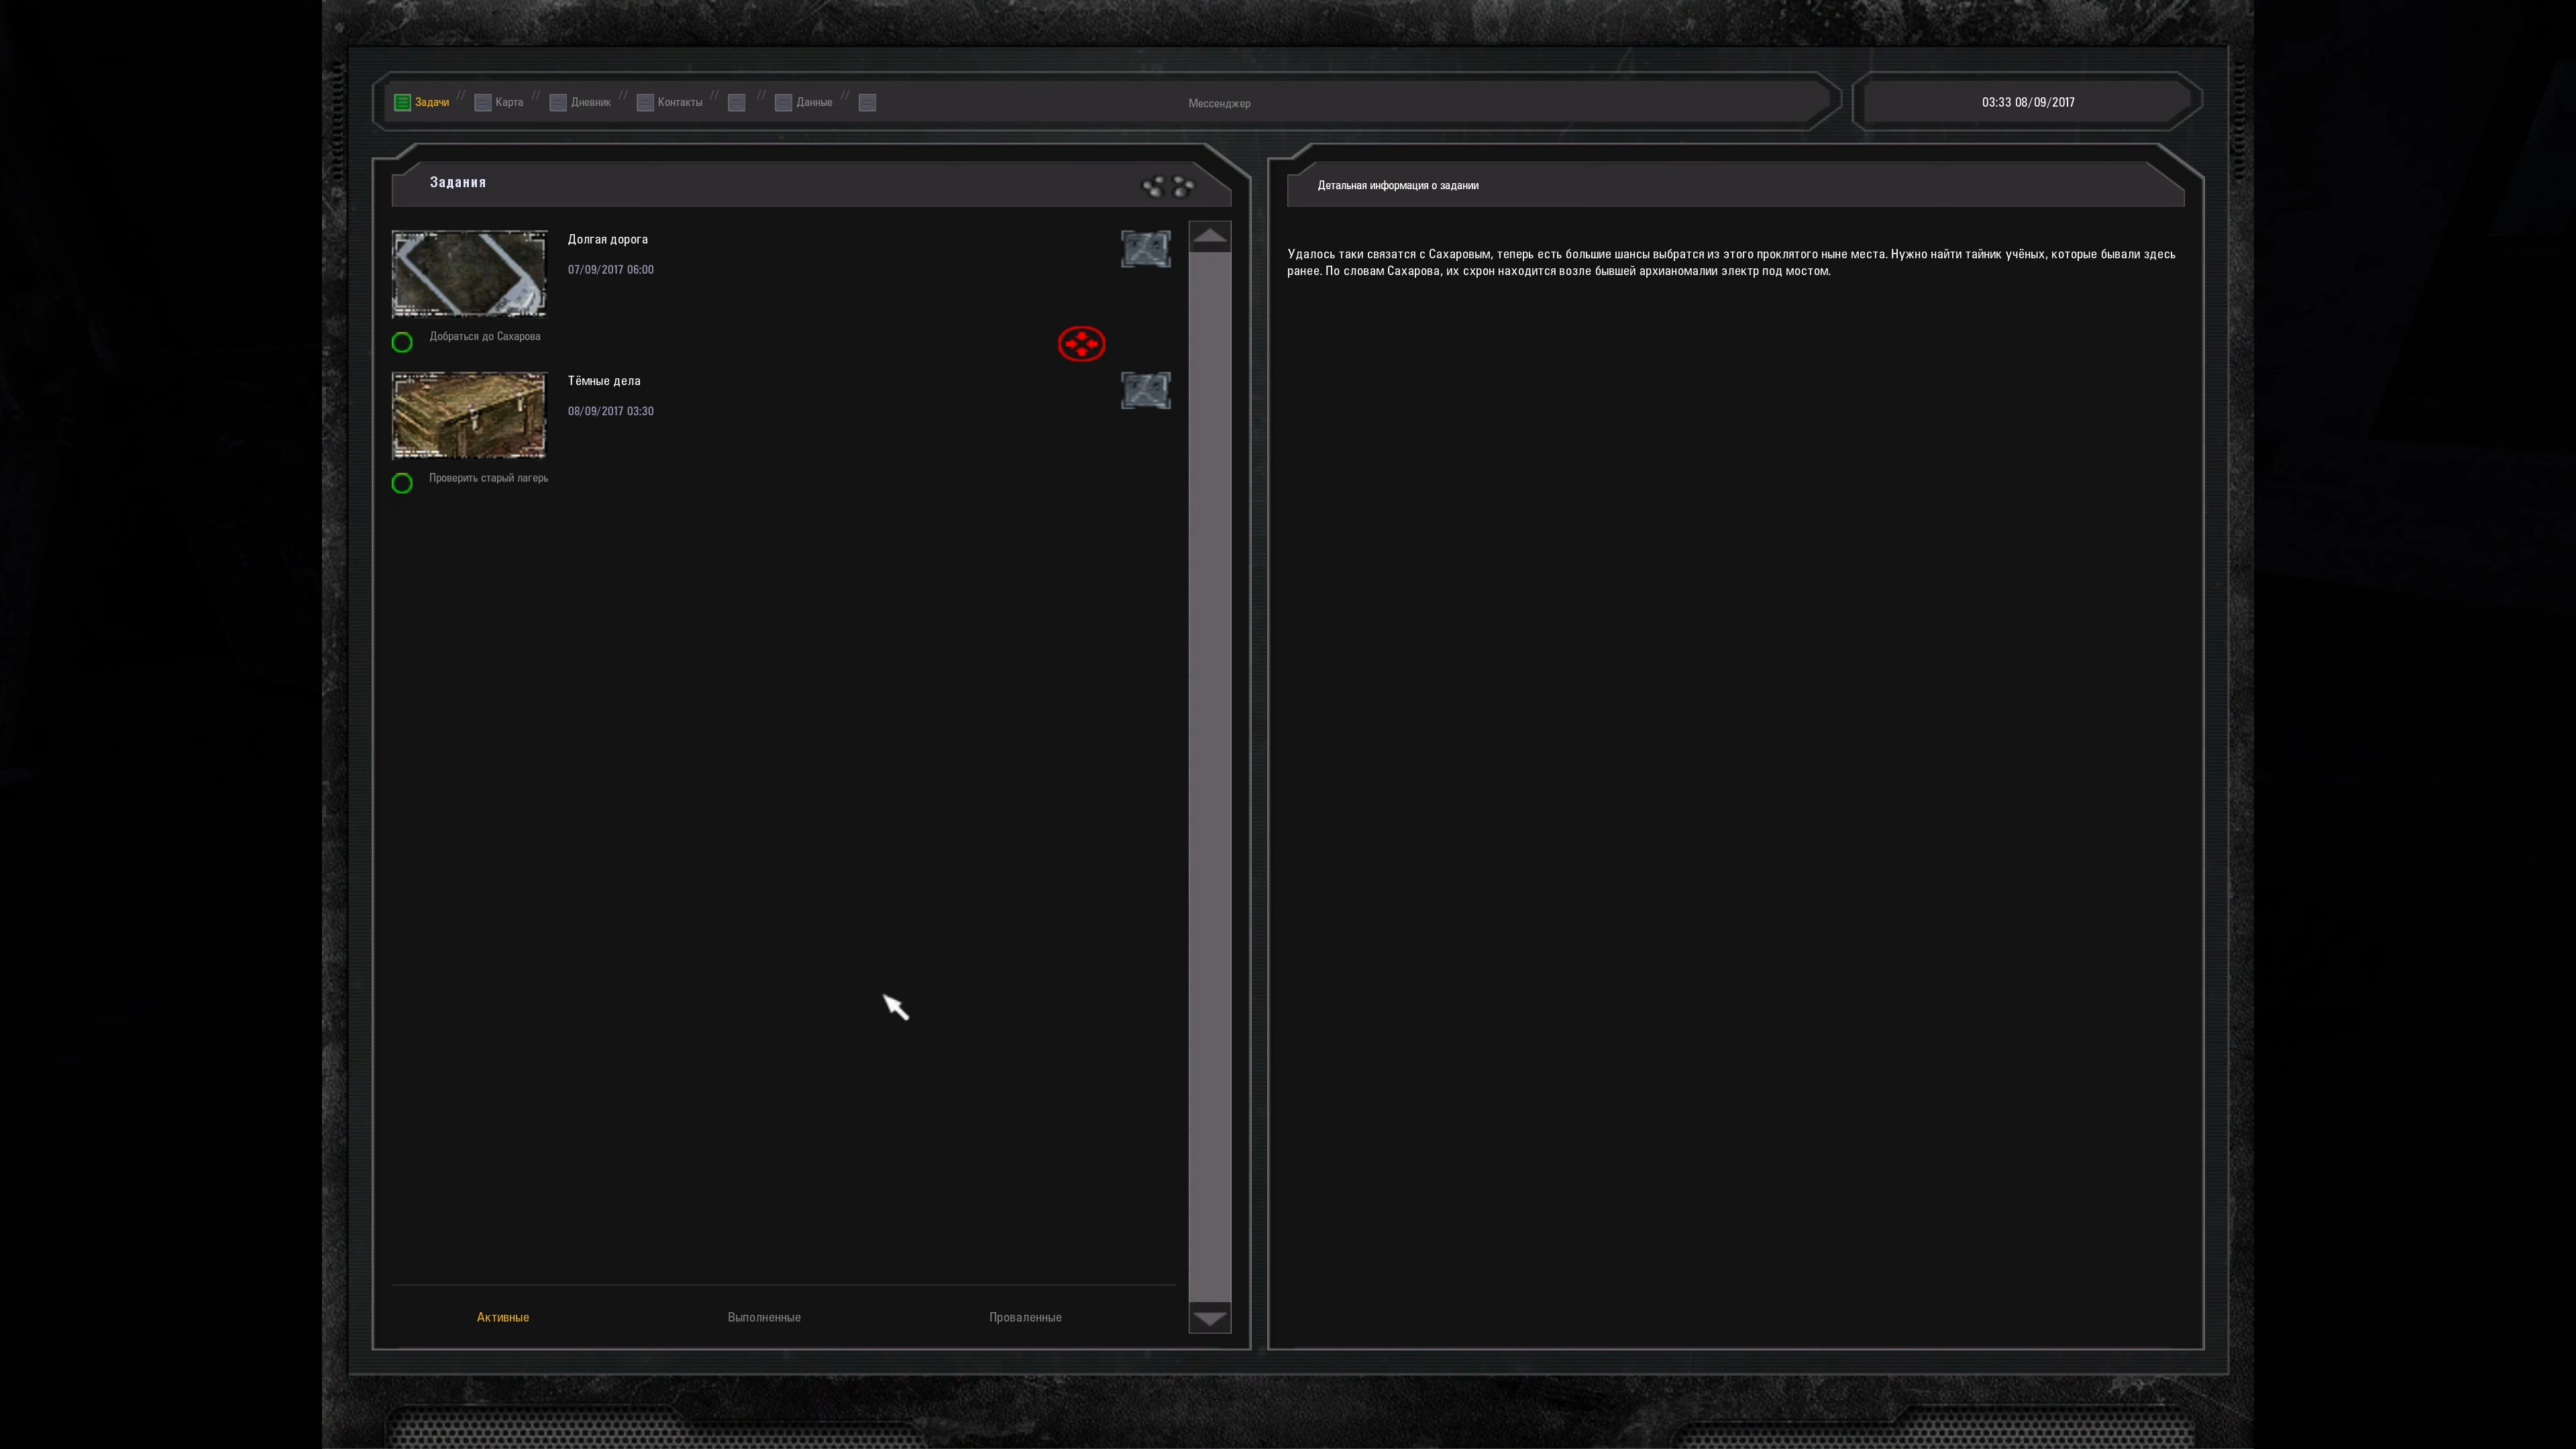 Задачи // Карта // Дневник // Контакты // // Данные //
Мессенджер
03:33 08/09/2017
Задания
Долгая дорога
07/09/2017 06:00
Добраться до Сахарова
Тёмные дела
08/09/2017 03:30
Проверить старый лагерь
Активные
Выполненные
Проваленные
Детальная информация о задании
Удалось таки связатся с Сахаровым, теперь есть большие шансы выбратся из этого проклятого ныне места. Нужно найти тайник учёных, которые бывали здесь
ранее. По словам Сахарова, их схрон находится возле бывшей архианомалии электр под мостом.